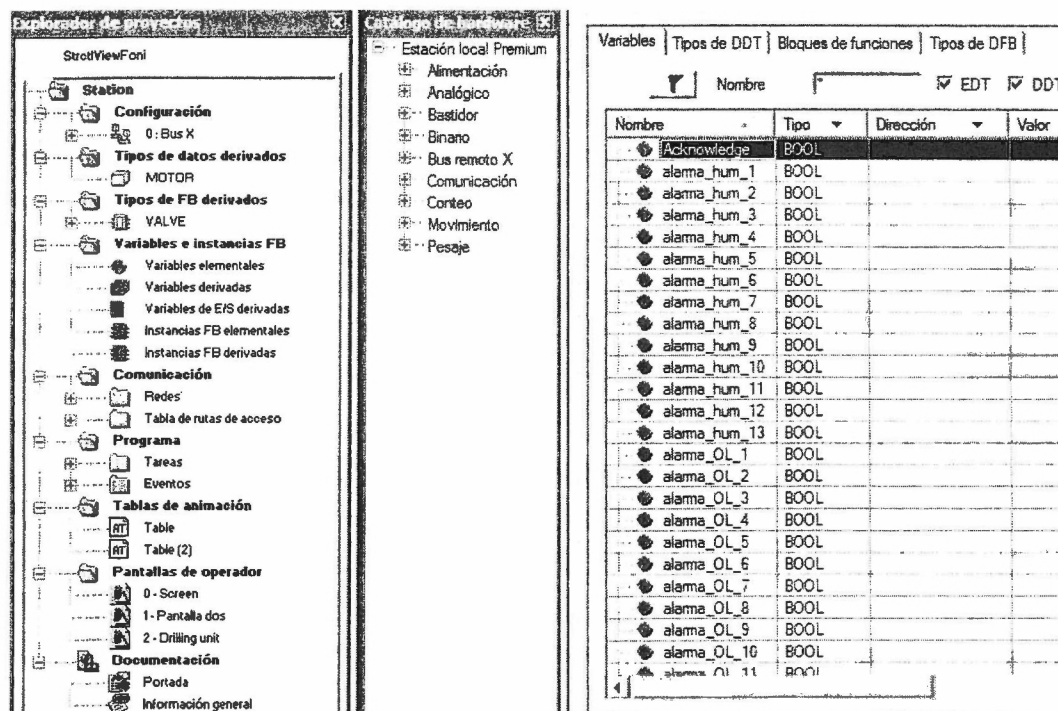 Explorador de proyectos
StrctlViewFoni
Station
Configuración
0 : Bus X
Tipos de datos derivados
MOTOR
Tipos de FB derivados
VALVE
Variables e instancias FB
Variables elementales
Variables derivadas
Variables de E/S derivadas
Instancias FB elementales
Instancias FB derivadas
Comunicación
Redes
Tabla de rutas de acceso
Programa
Tareas
Eventos
Tablas de animación
Table
Table (2)
Pantallas de operador
0 - Screen
1 - Pantalla dos
2 - Drilling unit
Documentación
Portada
Información general
Catálogo de hardware
Estación local Premium
Alimentación
Analógico
Bastidor
Binario
Bus remoto X
Comunicación
Conteo
Movimiento
Pesaje
Variables Tipos de DDT Bloques de funciones Tipos de DFB
Nombre * EDT DDT
Nombre Tipo Dirección Valor
Acknowledge BOOL
alarma_hum_1 BOOL
alarma_hum_2 BOOL
alarma_hum_3 BOOL
alarma_hum_4 BOOL
alarma_hum_5 BOOL
alarma_hum_6 BOOL
alarma_hum_7 BOOL
alarma_hum_8 BOOL
alarma_hum_9 BOOL
alarma_hum_10 BOOL
alarma_hum_11 BOOL
alarma_hum_12 BOOL
alarma_hum_13 BOOL
alarma_OL_1 BOOL
alarma_OL_2 BOOL
alarma_OL_3 BOOL
alarma_OL_4 BOOL
alarma_OL_5 BOOL
alarma_OL_6 BOOL
alarma_OL_7 BOOL
alarma_OL_8 BOOL
alarma_OL_9 BOOL
alarma_OL_10 BOOL
alarma_OL_11 BOOL